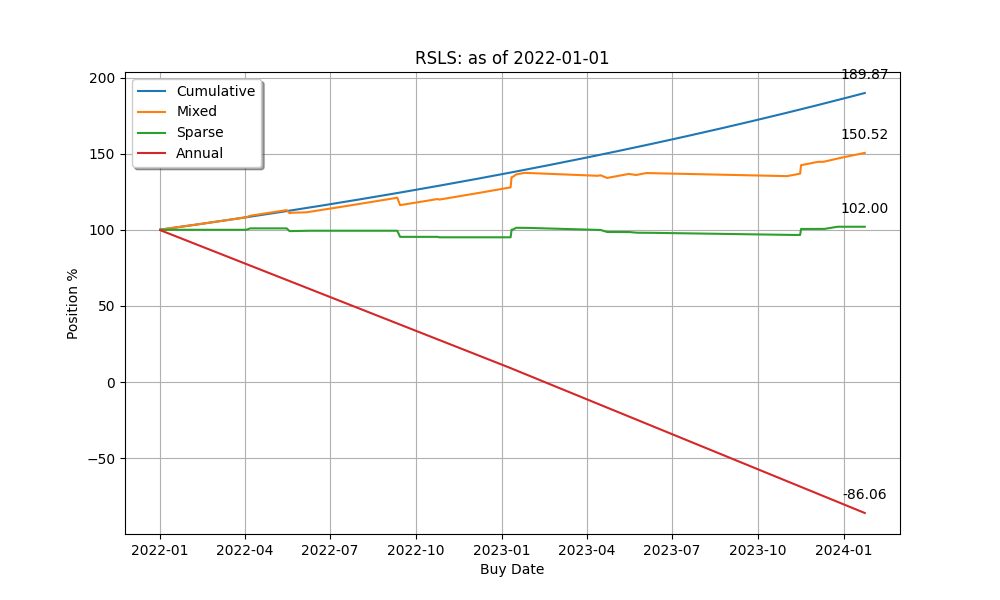 RSLS: as of 2022-01-01
Cumulative
Mixed
Sparse
Annual
189.87
150.52
102.00
-86.06
200
150
100
50
0
−50
Position %
2022-01 2022-04 2022-07 2022-10 2023-01 2023-04 2023-07 2023-10 2024-01
Buy Date